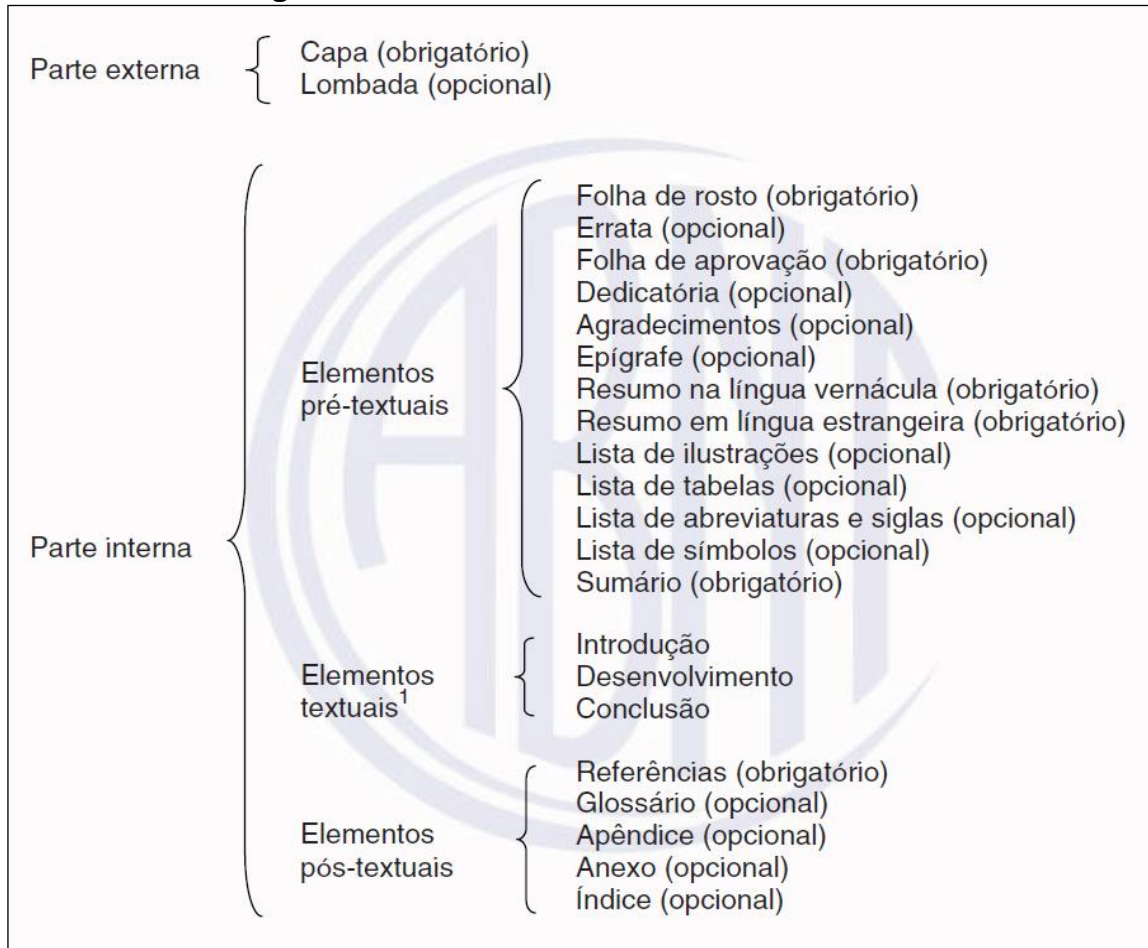 Parte externa
Capa (obrigatório)
Lombada (opcional)
Parte interna
Elementos
pré-textuais
Folha de rosto (obrigatório)
Errata (opcional)
Folha de aprovação (obrigatório)
Dedicatória (opcional)
Agradecimentos (opcional)
Epígrafe (opcional)
Resumo na língua vernácula (obrigatório)
Resumo em língua estrangeira (obrigatório)
Lista de ilustrações (opcional)
Lista de tabelas (opcional)
Lista de abreviaturas e siglas (opcional)
Lista de símbolos (opcional)
Sumário (obrigatório)
Elementos
textuais¹
Introdução
Desenvolvimento
Conclusão
Elementos
pós-textuais
Referências (obrigatório)
Glossário (opcional)
Apêndice (opcional)
Anexo (opcional)
Índice (opcional)
ABNT